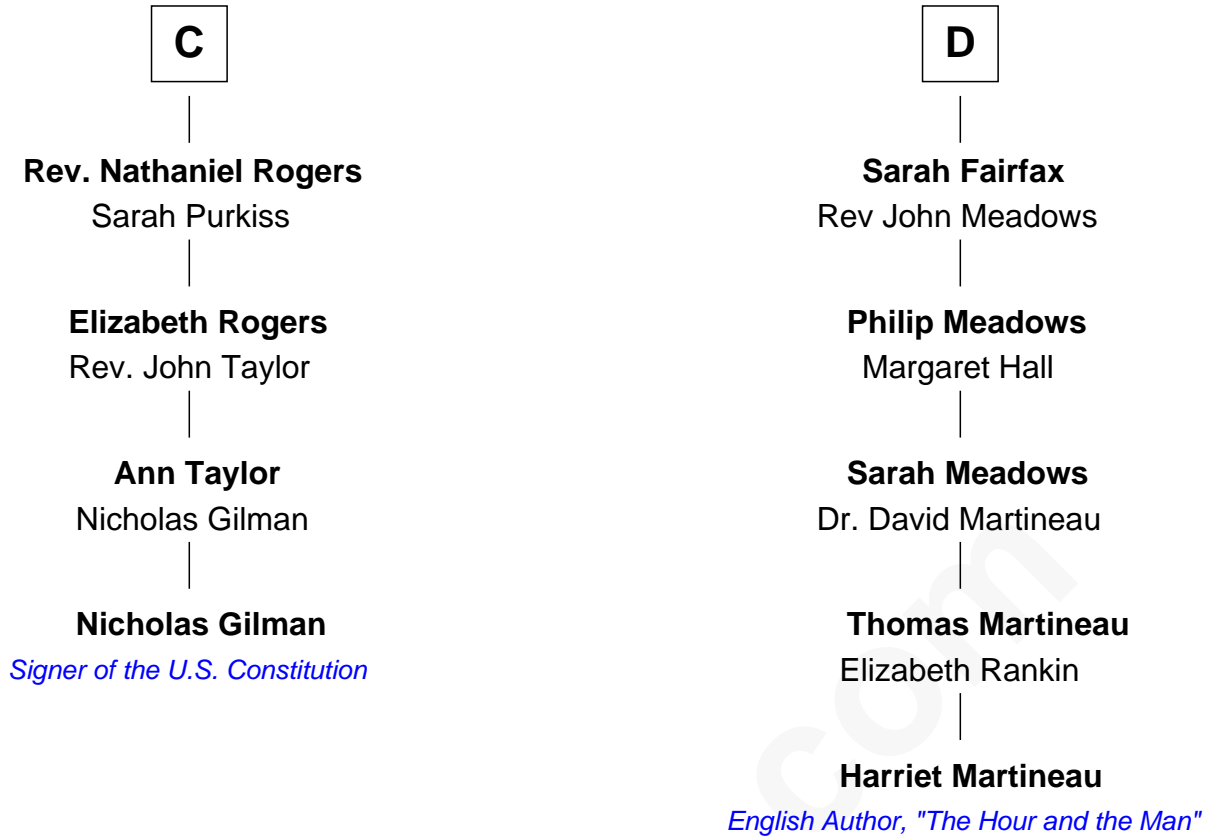 C
Rev. Nathaniel Rogers
Sarah Purkiss
Elizabeth Rogers
Rev. John Taylor
Ann Taylor
Nicholas Gilman
Nicholas Gilman
Signer of the U.S. Constitution
D
Sarah Fairfax
Rev John Meadows
Philip Meadows
Margaret Hall
Sarah Meadows
Dr. David Martineau
Thomas Martineau
Elizabeth Rankin
Harriet Martineau
English Author, "The Hour and the Man"
com